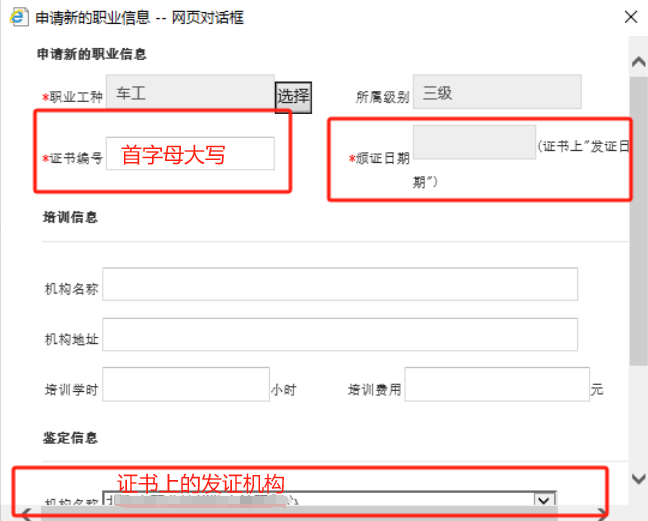 申请新的职业信息 -- 网页对话框
申请新的职业信息
*职业工种 车工 选择 所属级别 三级
*证书编号 首字母大写 *颁证日期 (证书上"发证日
期")
培训信息
机构名称
机构地址
培训学时 小时 培训费用 元
鉴定信息
证书上的发证机构
机构名称